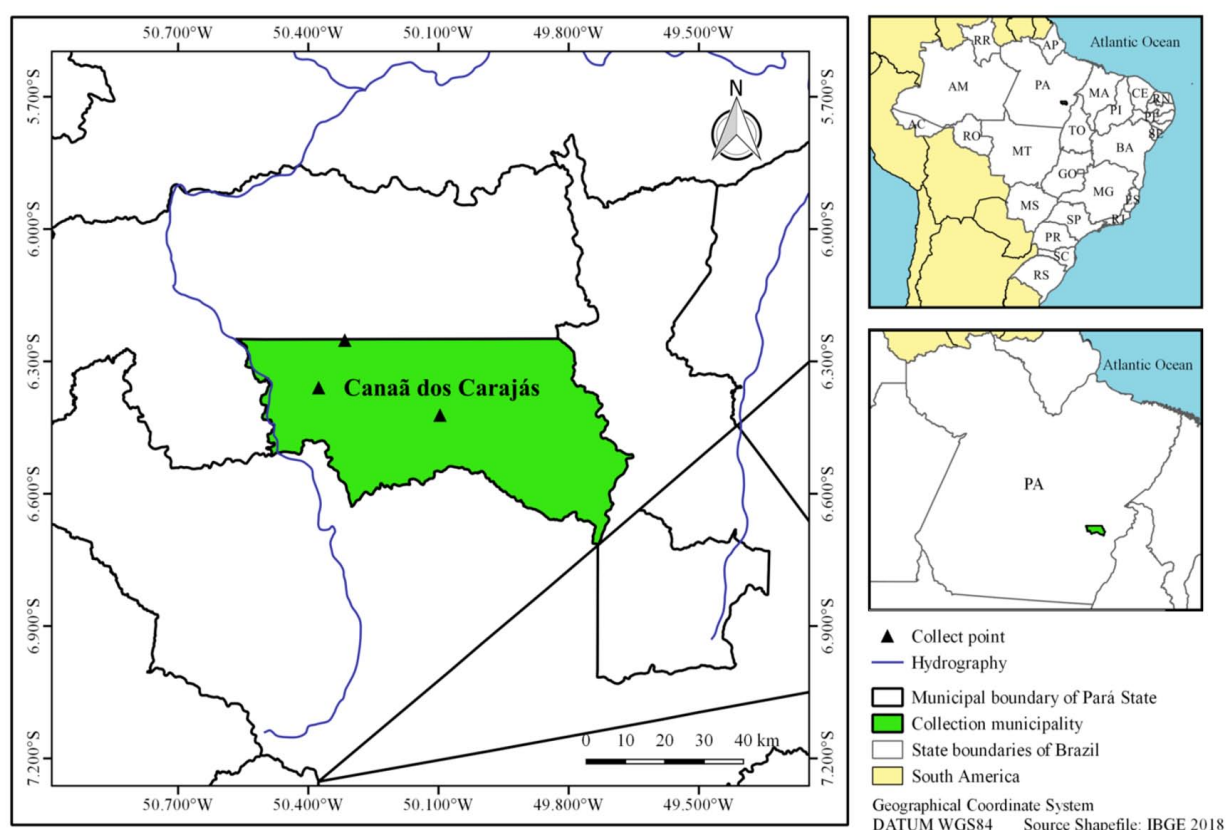 50.700°W 50.400°W 50.100°W 49.800°W 49.500°W
5.700°S
6.000°S
6.300°S
6.600°S
6.900°S
7.200°S
N
Canaã dos Carajás
0 10 20 30 40 km
5.700°S
6.000°S
6.300°S
6.600°S
6.900°S
7.200°S
50.700°W 50.400°W 50.100°W 49.800°W 49.500°W
Atlantic Ocean
RR
AP
AM
PA
MA
CE
RN
PI
PE
AC
RO
TO
SE
BA
MT
GO
MG
ES
MS
SP
RJ
PR
SC
RS
Atlantic Ocean
PA
Collect point
Hydrography
Municipal boundary of Pará State
Collection municipality
State boundaries of Brazil
South America
Geographical Coordinate System
DATUM WGS84 Source Shapefile: IBGE 2018